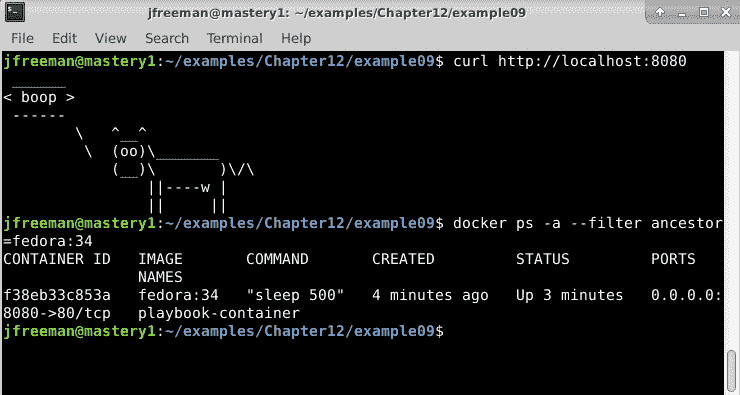 jfreeman@mastery1: ~/examples/Chapter12/example09
File Edit View Search Terminal Help
jfreeman@mastery1:~/examples/Chapter12/example09$ curl http://localhost:8080
 ______
< boop >
 ------
        \   ^__^
         \  (oo)\_______
            (__)\       )\/\
                ||----w |
                ||     ||
jfreeman@mastery1:~/examples/Chapter12/example09$ docker ps -a --filter ancestor
=fedora:34
CONTAINER ID   IMAGE       COMMAND       CREATED         STATUS         PORTS
               NAMES
f38eb33c853a   fedora:34   "sleep 500"   4 minutes ago   Up 3 minutes   0.0.0.0:
8080->80/tcp   playbook-container
jfreeman@mastery1:~/examples/Chapter12/example09$